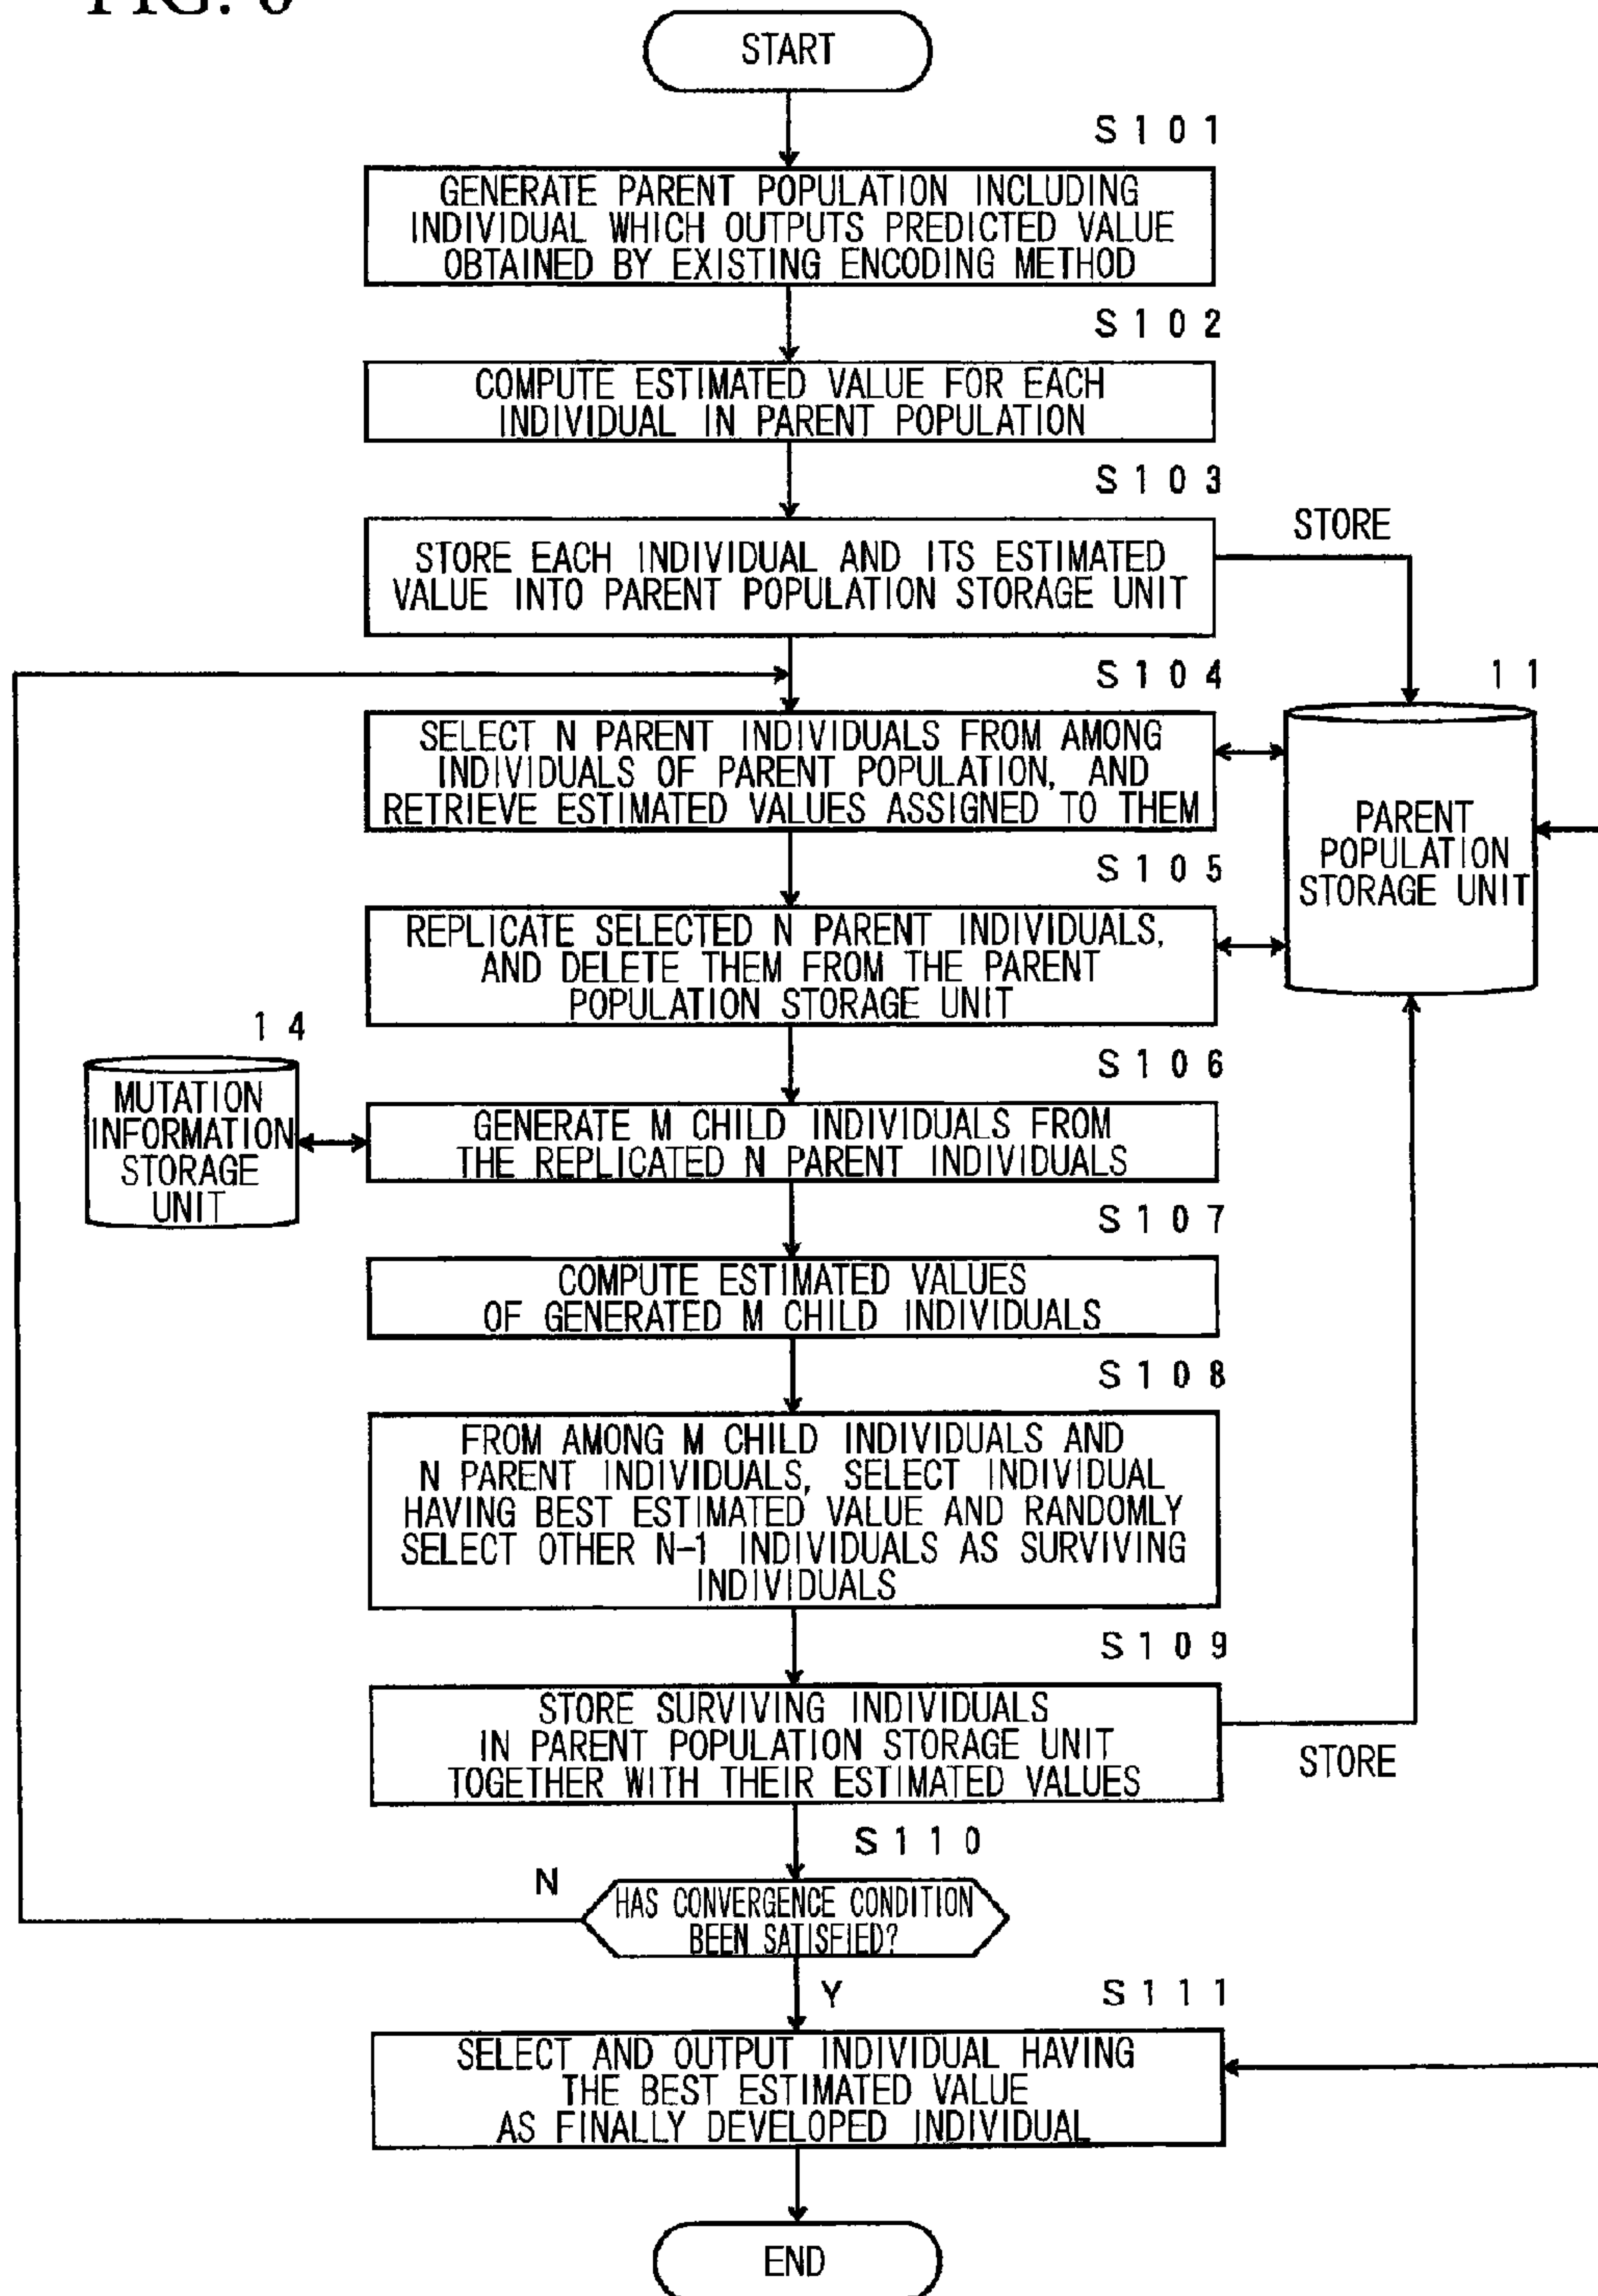 START
S101
GENERATE PARENT POPULATION INCLUDING
INDIVIDUAL WHICH OUTPUTS PREDICTED VALUE
OBTAINED BY EXISTING ENCODING METHOD
S102
COMPUTE ESTIMATED VALUE FOR EACH
INDIVIDUAL IN PARENT POPULATION
S103
STORE EACH INDIVIDUAL AND ITS ESTIMATED
VALUE INTO PARENT POPULATION STORAGE UNIT
STORE
S104
SELECT N PARENT INDIVIDUALS FROM AMONG
INDIVIDUALS OF PARENT POPULATION, AND
RETRIEVE ESTIMATED VALUES ASSIGNED TO THEM
11
PARENT
POPULATION
STORAGE UNIT
S105
REPLICATE SELECTED N PARENT INDIVIDUALS,
AND DELETE THEM FROM THE PARENT
POPULATION STORAGE UNIT
14
MUTATION
INFORMATION
STORAGE
UNIT
S106
GENERATE M CHILD INDIVIDUALS FROM
THE REPLICATED N PARENT INDIVIDUALS
S107
COMPUTE ESTIMATED VALUES
OF GENERATED M CHILD INDIVIDUALS
S108
FROM AMONG M CHILD INDIVIDUALS AND
N PARENT INDIVIDUALS, SELECT INDIVIDUAL
HAVING BEST ESTIMATED VALUE AND RANDOMLY
SELECT OTHER N-1 INDIVIDUALS AS SURVIVING
INDIVIDUALS
S109
STORE SURVIVING INDIVIDUALS
IN PARENT POPULATION STORAGE UNIT
TOGETHER WITH THEIR ESTIMATED VALUES
STORE
S110
N
HAS CONVERGENCE CONDITION
BEEN SATISFIED?
Y
S111
SELECT AND OUTPUT INDIVIDUAL HAVING
THE BEST ESTIMATED VALUE
AS FINALLY DEVELOPED INDIVIDUAL
END